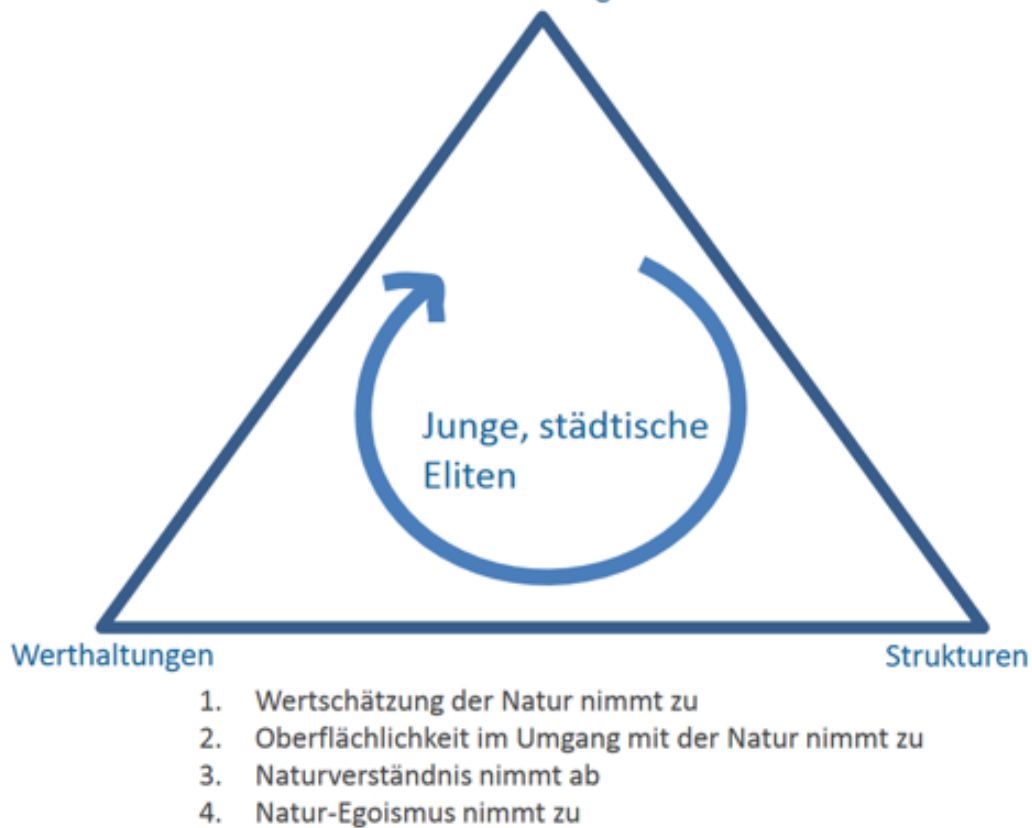 Junge, städtische
Eliten
Werthaltungen
Strukturen
1. Wertschätzung der Natur nimmt zu
2. Oberflächlichkeit im Umgang mit der Natur nimmt zu
3. Naturverständnis nimmt ab
4. Natur-Egoismus nimmt zu